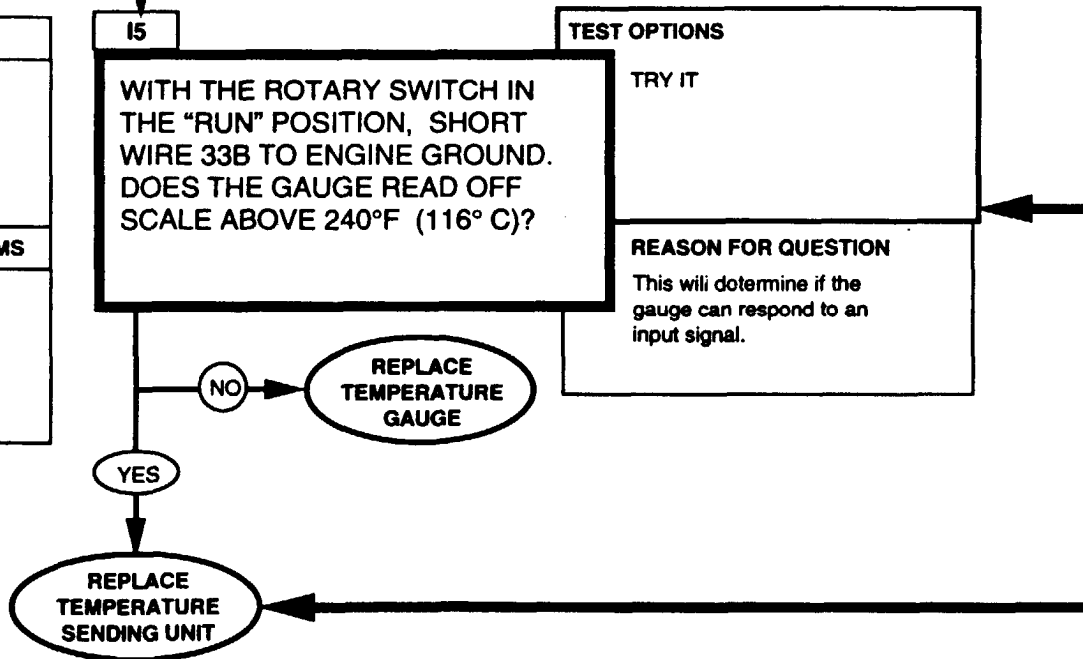 I5
WITH THE ROTARY SWITCH IN
THE “RUN” POSITION, SHORT
WIRE 33B TO ENGINE GROUND.
DOES THE GAUGE READ OFF
SCALE ABOVE 240°F (116° C)?
TEST OPTIONS
TRY IT
MS
REASON FOR QUESTION
This wili dotermine if the
gauge can respond to an
input signal.
NO
REPLACE
TEMPERATURE
GAUGE
YES
REPLACE
TEMPERATURE
SENDING UNIT